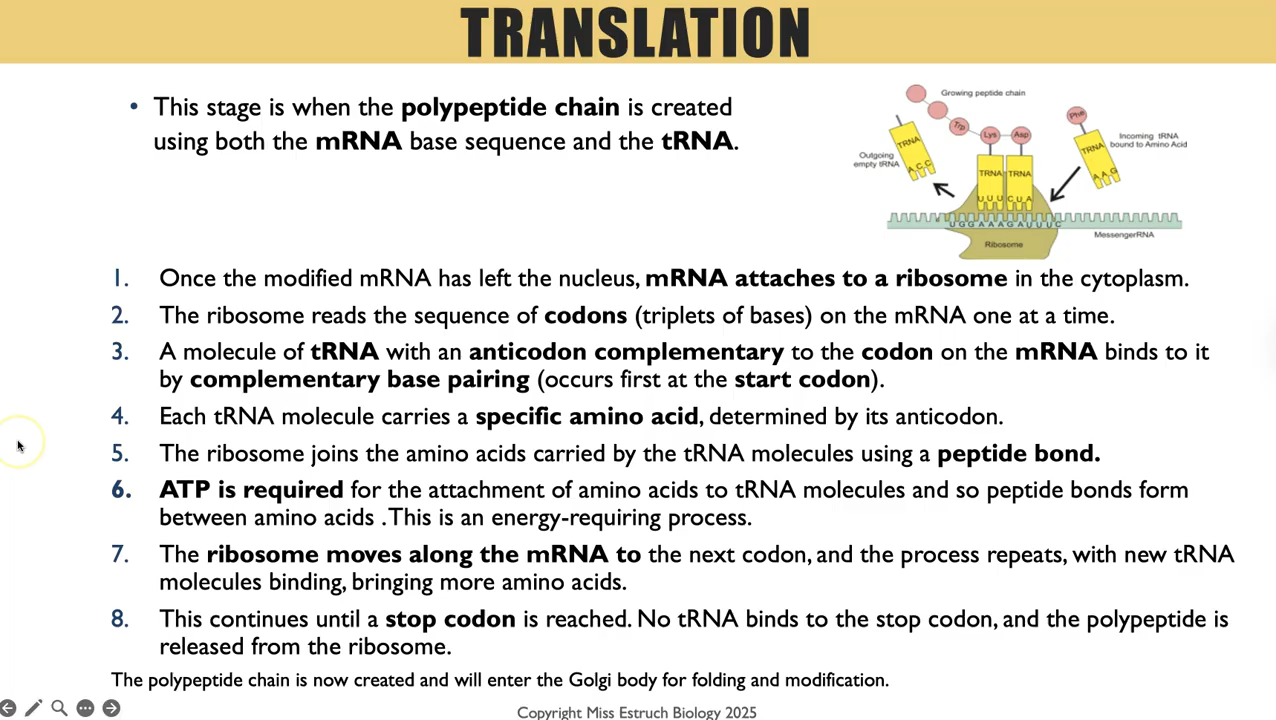 TRANSLATION
• This stage is when the polypeptide chain is created
using both the mRNA base sequence and the tRNA.
Growing peptide chain
Trp
Lys
Asp
Phe
Incoming tRNA
bound to Amino Acid
Outgoing
empty tRNA
TRNA
A C C
TRNA
U U U
TRNA
C U A
TRNA
A A G
U G G A A A G A U U U C
MessengerRNA
Ribosome
1. Once the modified mRNA has left the nucleus, mRNA attaches to a ribosome in the cytoplasm.
2. The ribosome reads the sequence of codons (triplets of bases) on the mRNA one at a time.
3. A molecule of tRNA with an anticodon complementary to the codon on the mRNA binds to it
by complementary base pairing (occurs first at the start codon).
4. Each tRNA molecule carries a specific amino acid, determined by its anticodon.
5. The ribosome joins the amino acids carried by the tRNA molecules using a peptide bond.
6. ATP is required for the attachment of amino acids to tRNA molecules and so peptide bonds form
between amino acids .This is an energy-requiring process.
7. The ribosome moves along the mRNA to the next codon, and the process repeats, with new tRNA
molecules binding, bringing more amino acids.
8. This continues until a stop codon is reached. No tRNA binds to the stop codon, and the polypeptide is
released from the ribosome.
The polypeptide chain is now created and will enter the Golgi body for folding and modification.
Copyright Miss Estruch Biology 2025